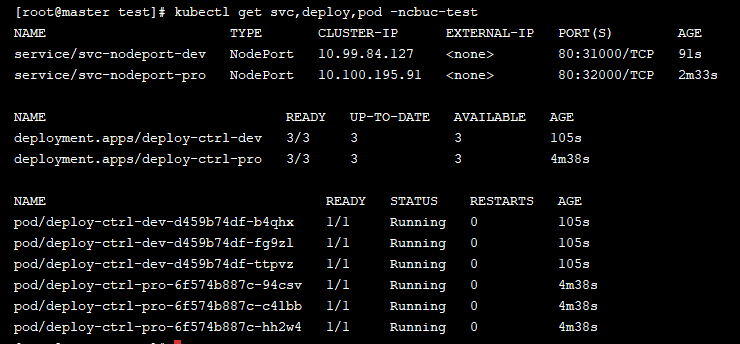 [root@master test]# kubectl get svc,deploy,pod -ncbuc-test
NAME TYPE CLUSTER-IP EXTERNAL-IP PORT(S) AGE
service/svc-nodeport-dev NodePort 10.99.84.127 <none> 80:31000/TCP 91s
service/svc-nodeport-pro NodePort 10.100.195.91 <none> 80:32000/TCP 2m33s
NAME READY UP-TO-DATE AVAILABLE AGE
deployment.apps/deploy-ctrl-dev 3/3 3 3 105s
deployment.apps/deploy-ctrl-pro 3/3 3 3 4m38s
NAME READY STATUS RESTARTS AGE
pod/deploy-ctrl-dev-d459b74df-b4qhx 1/1 Running 0 105s
pod/deploy-ctrl-dev-d459b74df-fg9zl 1/1 Running 0 105s
pod/deploy-ctrl-dev-d459b74df-ttpvz 1/1 Running 0 105s
pod/deploy-ctrl-pro-6f574b887c-94csv 1/1 Running 0 4m38s
pod/deploy-ctrl-pro-6f574b887c-c4lbb 1/1 Running 0 4m38s
pod/deploy-ctrl-pro-6f574b887c-hh2w4 1/1 Running 0 4m38s